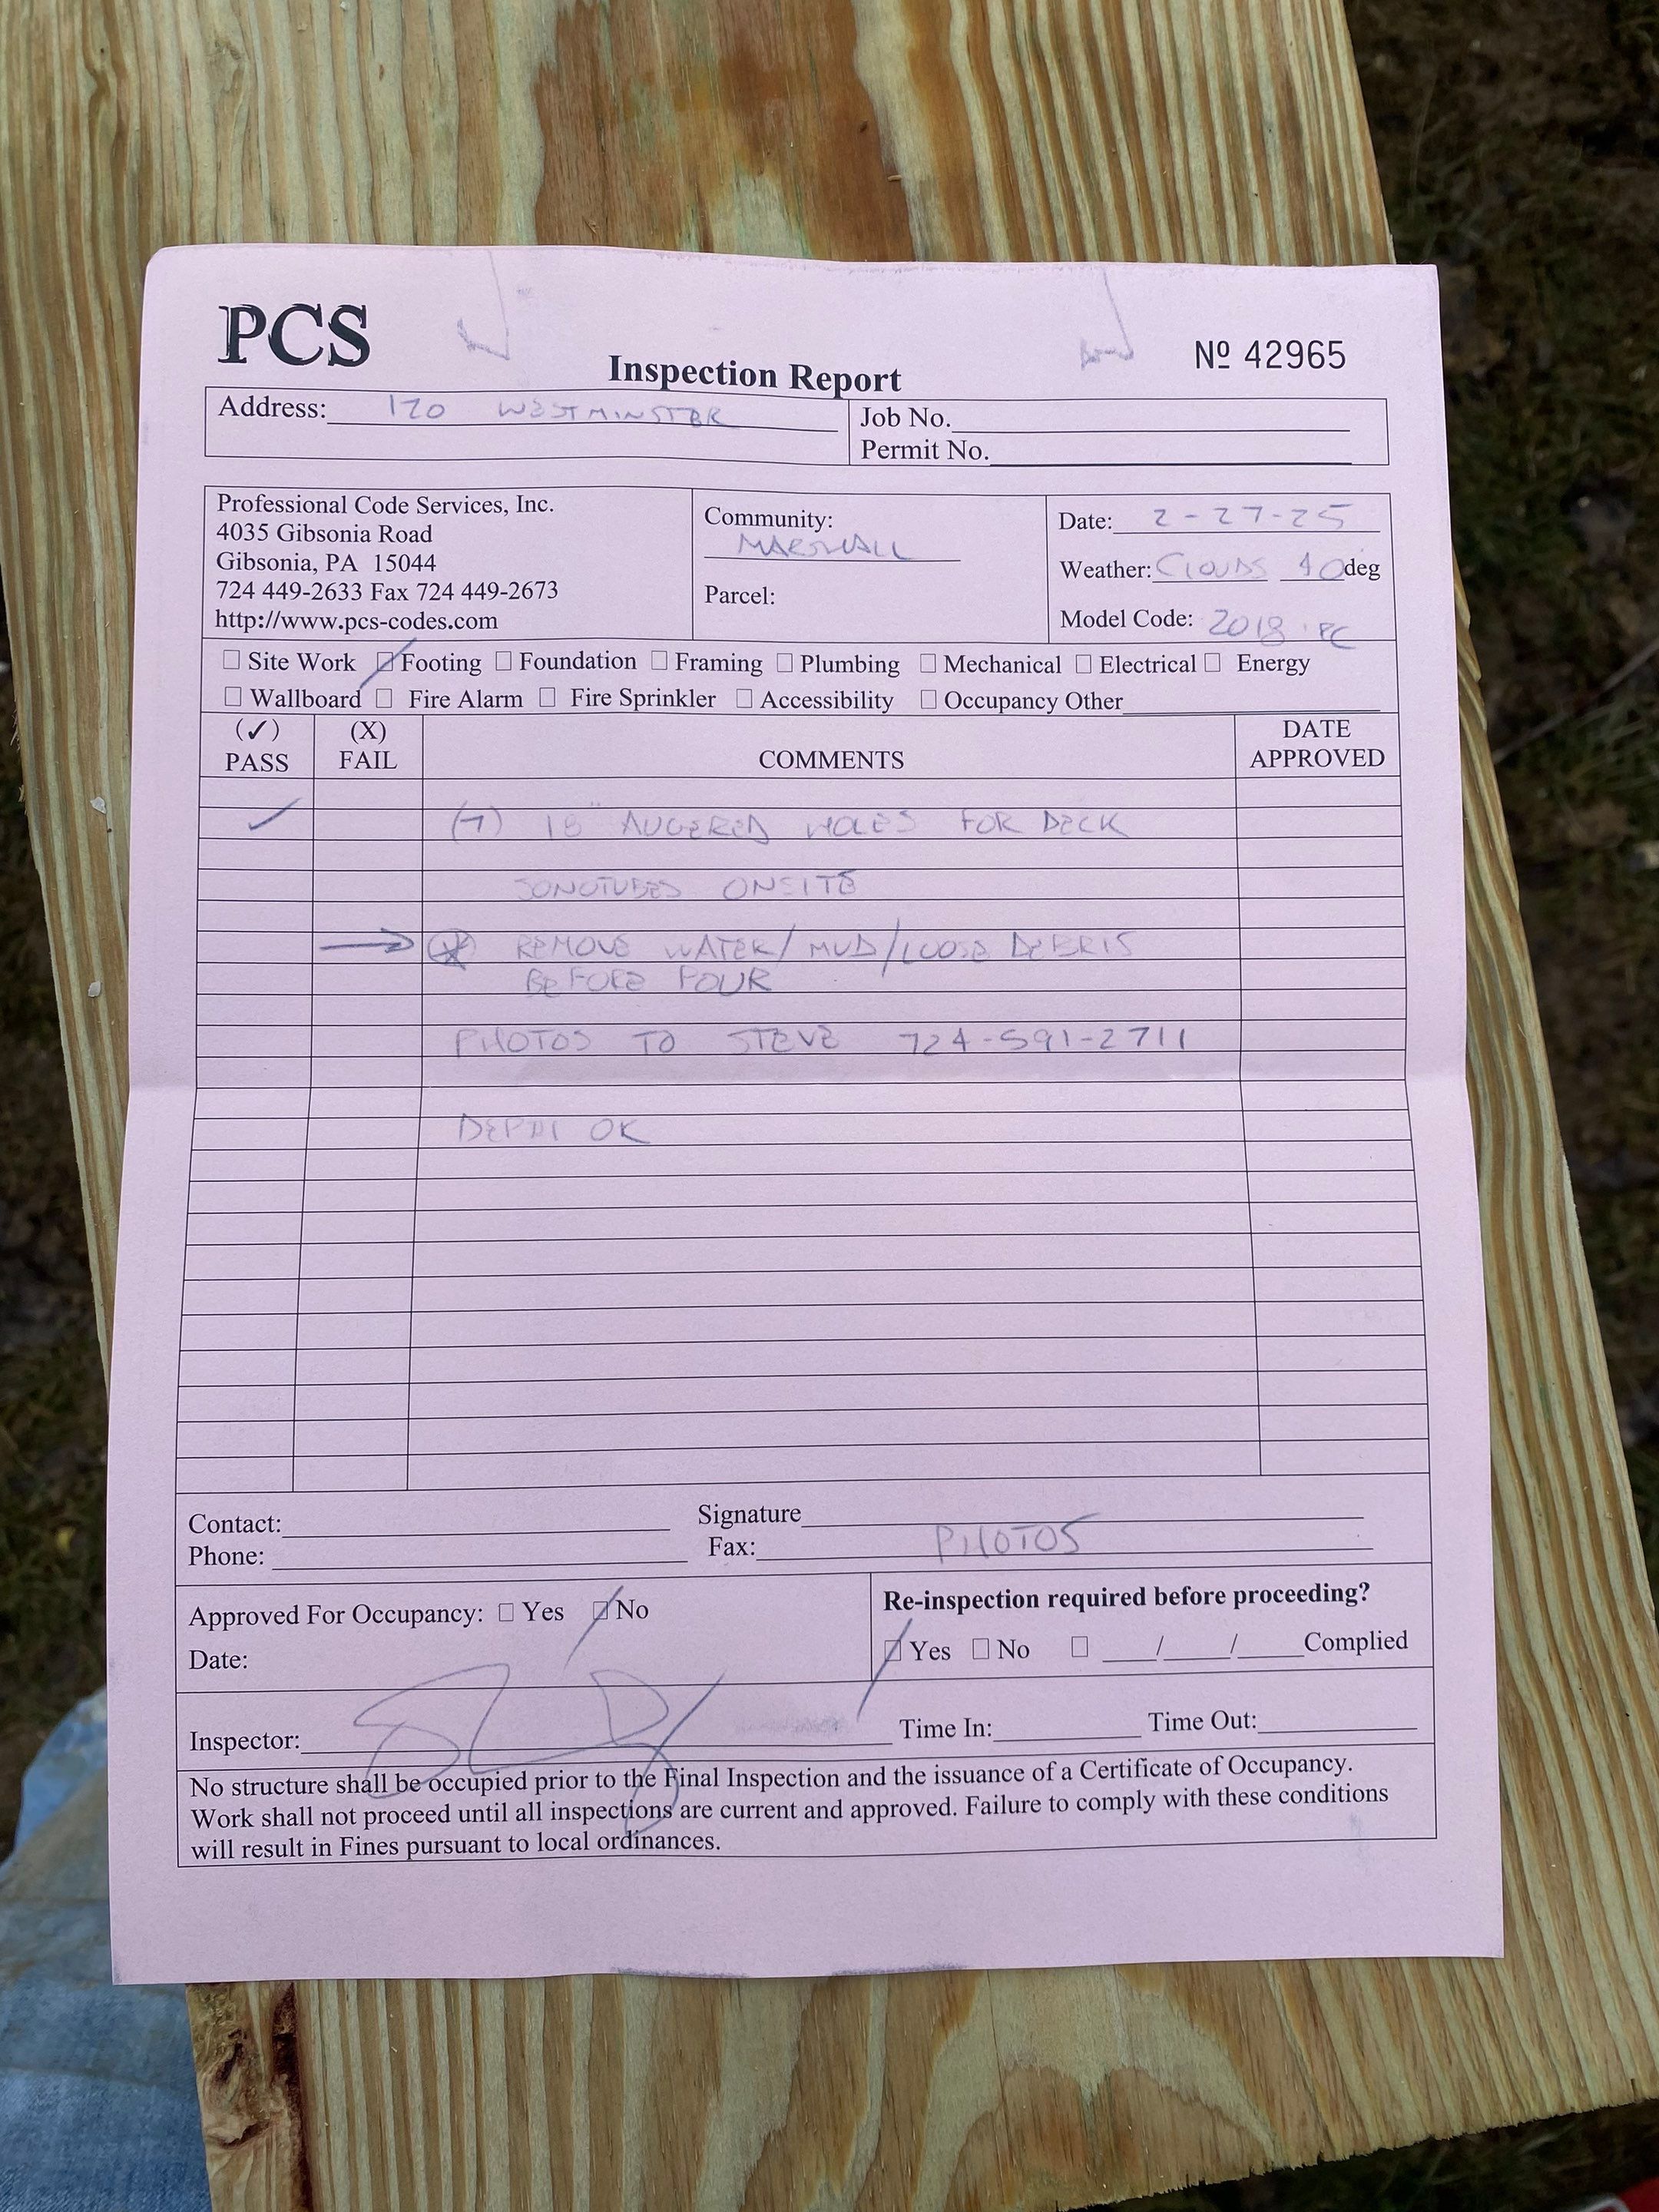 PCS
Inspection Report
Nº 42965
Address: 120 WESTMINSTER
Job No.
Permit No.
Professional Code Services, Inc.
4035 Gibsonia Road
Gibsonia, PA 15044
724 449-2633 Fax 724 449-2673
http://www.pcs-codes.com
Community:
MARSHALL
Parcel:
Date: 2-27-25
Weather: CLOUDS 40 deg
Model Code: 2018
Site Work Footing Foundation Framing Plumbing Mechanical Electrical Energy
Wallboard Fire Alarm Fire Sprinkler Accessibility Occupancy Other
(✓) PASS
(X) FAIL
COMMENTS
DATE APPROVED
✓ (7) 18" AUGERED HOLES FOR DECK
SONOTUBES ONSITE
REMOVE WATER/MUD/LOOSE DEBRIS
BEFORE POUR
PHOTOS TO STEVE 724-591-2711
DEPTH OK
Contact:
Signature
Phone:
Fax: PHOTOS
Approved For Occupancy: Yes No
Date:
Re-inspection required before proceeding?
Yes No __/__/__ Complied
Inspector:
Time In: Time Out:
No structure shall be occupied prior to the Final Inspection and the issuance of a Certificate of Occupancy.
Work shall not proceed until all inspections are current and approved. Failure to comply with these conditions
will result in Fines pursuant to local ordinances.